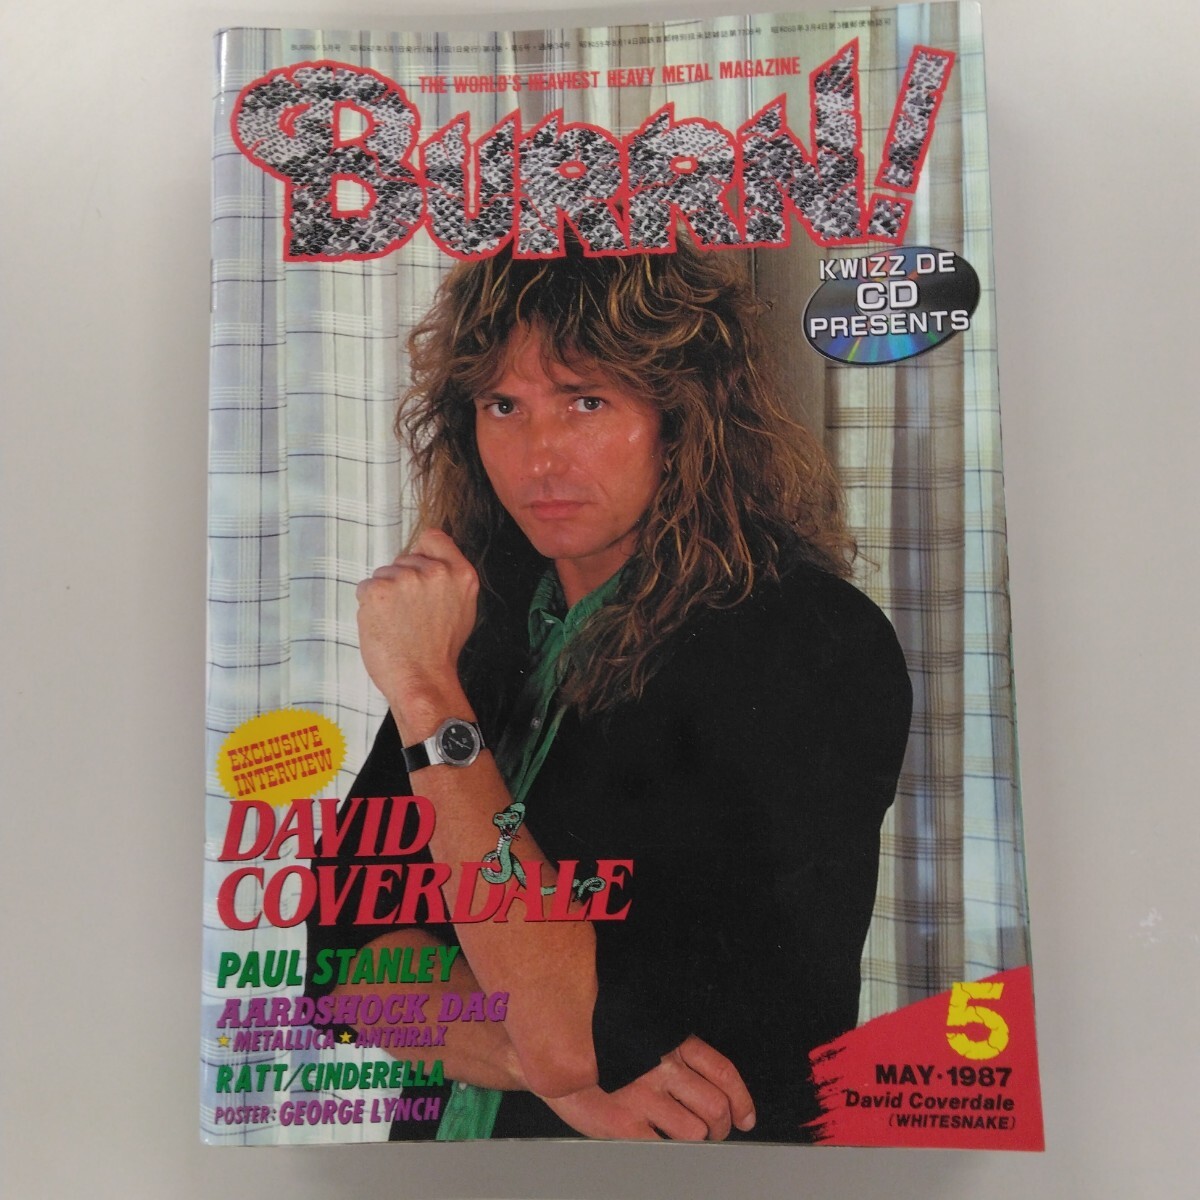 THE WORLD'S HEAVIEST HEAVY METAL MAGAZINE
BURRN!
KWIZZ DE
CD
PRESENTS
EXCLUSIVE
INTERVIEW
DAVID
COVERDALE
PAUL STANLEY
AARDSHOCK DAG
★METALLICA★ANTHRAX
RATT/CINDERELLA
POSTER: GEORGE LYNCH
5
MAY·1987
David Coverdale
(WHITESNAKE)